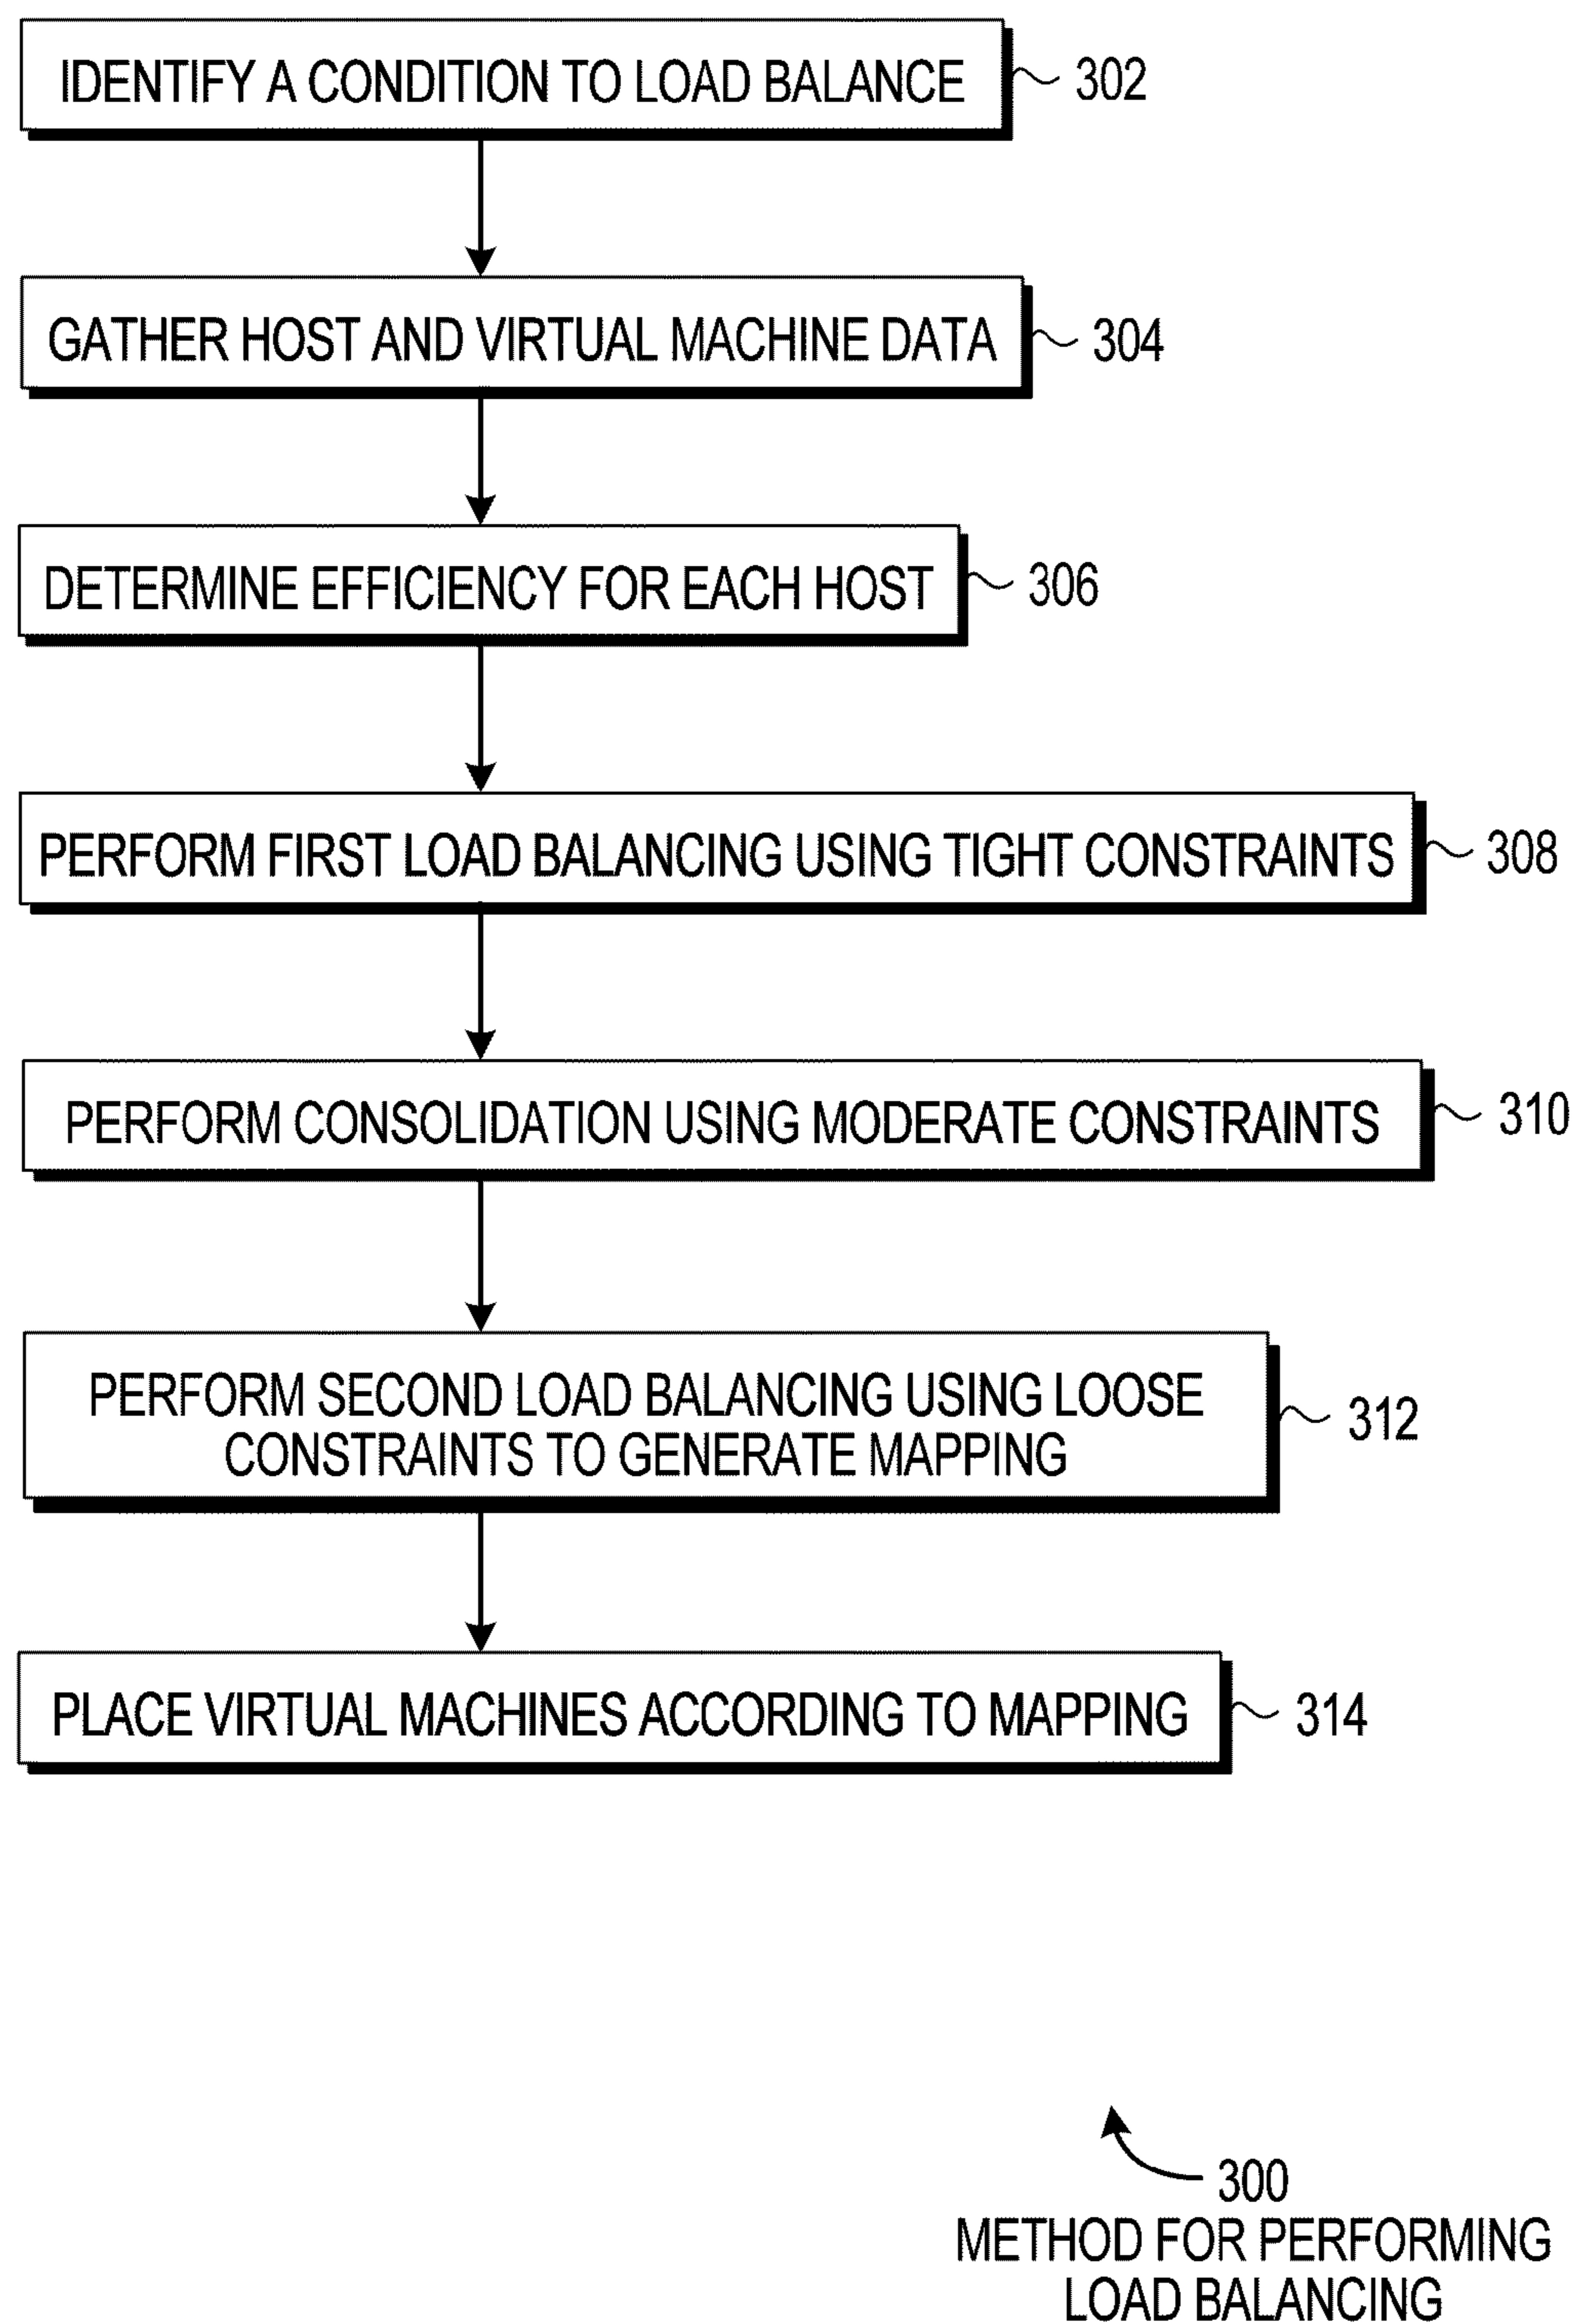 IDENTIFY A CONDITION TO LOAD BALANCE
302
GATHER HOST AND VIRTUAL MACHINE DATA
304
DETERMINE EFFICIENCY FOR EACH HOST
306
PERFORM FIRST LOAD BALANCING USING TIGHT CONSTRAINTS
308
PERFORM CONSOLIDATION USING MODERATE CONSTRAINTS
310
PERFORM SECOND LOAD BALANCING USING LOOSE
CONSTRAINTS TO GENERATE MAPPING
312
PLACE VIRTUAL MACHINES ACCORDING TO MAPPING
314
300
METHOD FOR PERFORMING
LOAD BALANCING